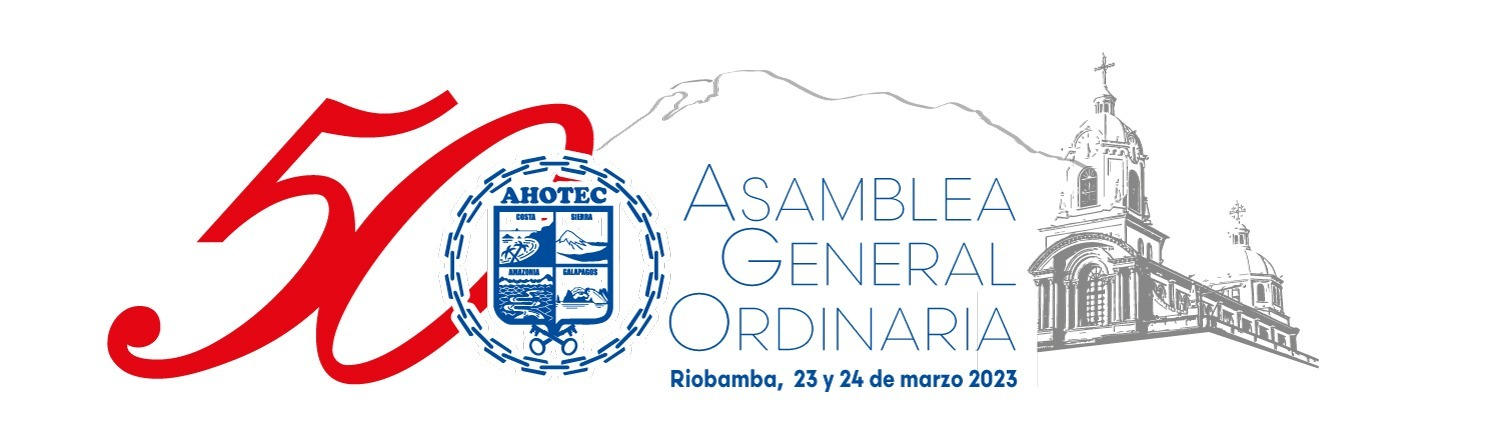 50
AHOTEC
COSTA SIERRA
AMAZONIA GALAPAGOS
ASAMBLEA
GENERAL
ORDINARIA
Riobamba, 23 y 24 de marzo 2023